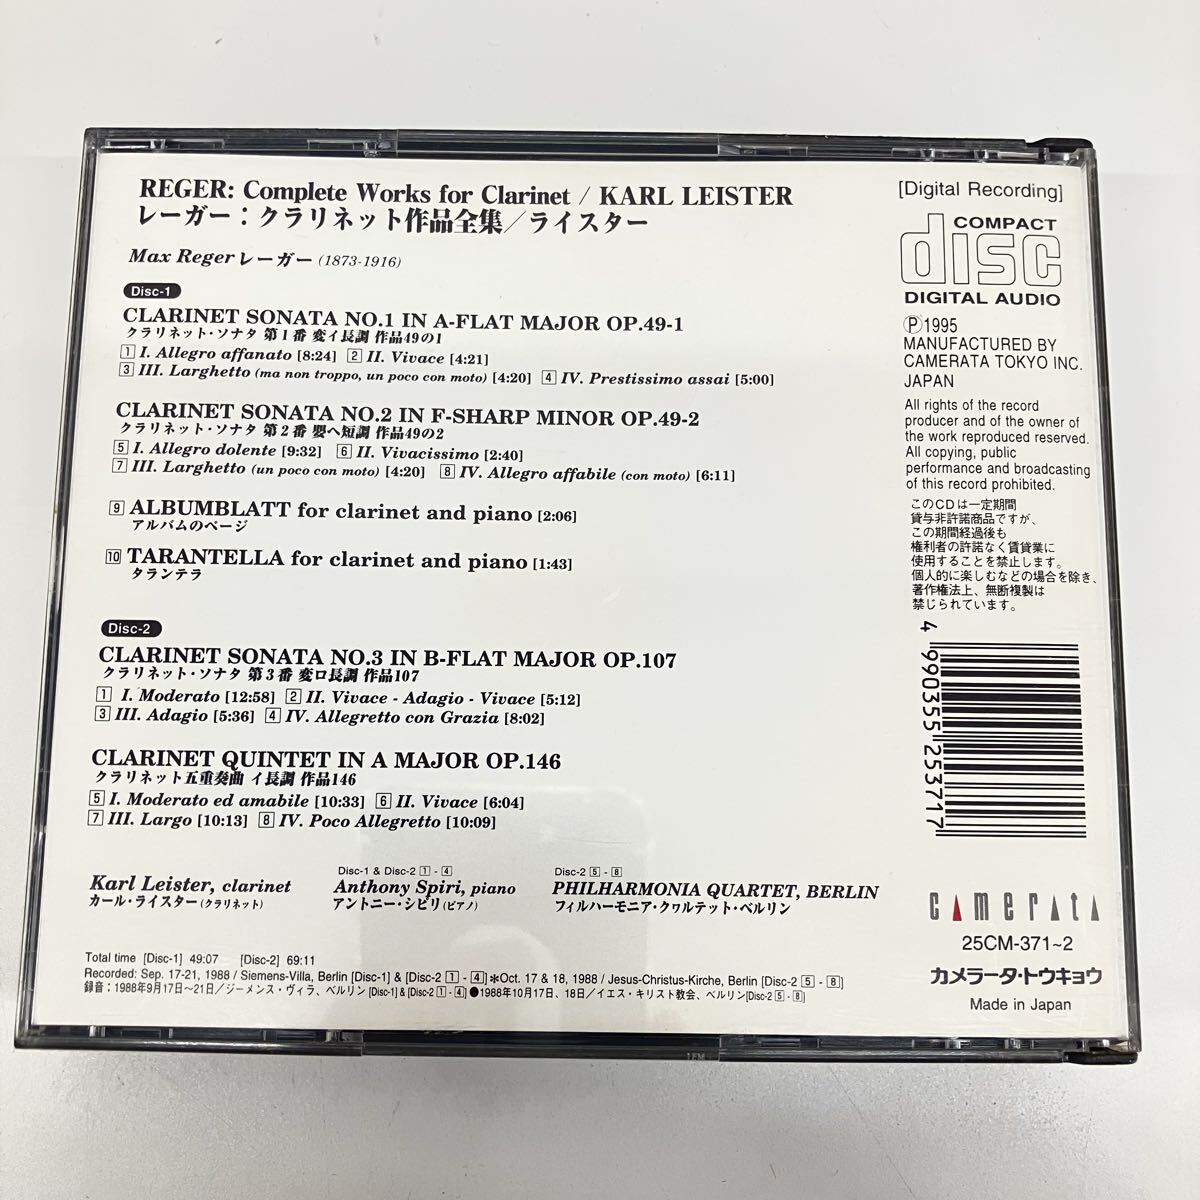 REGER: Complete Works for Clarinet / KARL LEISTER
レーガー：クラリネット作品全集／ライスター
Max Reger レーガー (1873-1916)
Disc-1
CLARINET SONATA NO.1 IN A-FLAT MAJOR OP.49-1
クラリネット・ソナタ 第1番 変イ長調 作品49の1
1 I. Allegro affanato [8:24] 2 II. Vivace [4:21]
3 III. Larghetto (ma non troppo, un poco con moto) [4:20] 4 IV. Prestissimo assai [5:00]
CLARINET SONATA NO.2 IN F-SHARP MINOR OP.49-2
クラリネット・ソナタ 第2番 嬰ヘ短調 作品49の2
5 I. Allegro dolente [9:32] 6 II. Vivacissimo [2:40]
7 III. Larghetto (un poco con moto) [4:20] 8 IV. Allegro affabile (con moto) [6:11]
9 ALBUMBLATT for clarinet and piano [2:06]
アルバムのページ
10 TARANTELLA for clarinet and piano [1:43]
タランテラ
Disc-2
CLARINET SONATA NO.3 IN B-FLAT MAJOR OP.107
クラリネット・ソナタ 第3番 変ロ長調 作品107
1 I. Moderato [12:58] 2 II. Vivace - Adagio - Vivace [5:12]
3 III. Adagio [5:36] 4 IV. Allegretto con Grazia [8:02]
CLARINET QUINTET IN A MAJOR OP.146
クラリネット五重奏曲 イ長調 作品146
5 I. Moderato ed amabile [10:33] 6 II. Vivace [6:04]
7 III. Largo [10:13] 8 IV. Poco Allegretto [10:09]
Karl Leister, clarinet
カール・ライスター(クラリネット)
Disc-1 & Disc-2 1 - 4
Anthony Spiri, piano
アントニー・シピリ(ピアノ)
Disc-2 5 - 8
PHILHARMONIA QUARTET, BERLIN
フィルハーモニア・クヮルテット・ベルリン
Total time [Disc-1] 49:07 [Disc-2] 69:11
Recorded: Sep. 17-21, 1988 / Siemens-Villa, Berlin [Disc-1] & [Disc-2 1 - 4]＊Oct. 17 & 18, 1988 / Jesus-Christus-Kirche, Berlin [Disc-2 5 - 8]
録音：1988年9月17日〜21日／ジーメンス・ヴィラ、ベルリン[Disc-1] & [Disc-2 1 - 4]●1988年10月17日、18日／イエス・キリスト教会、ベルリン[Disc-2 5 - 8]
[Digital Recording]
COMPACT
disc
DIGITAL AUDIO
Ⓟ1995
MANUFACTURED BY
CAMERATA TOKYO INC.
JAPAN
All rights of the record
producer and of the owner of
the work reproduced reserved.
All copying, public
performance and broadcasting
of this record prohibited.
このCDは一定期間
貸与非許諾商品ですが、
この期間経過後も
権利者の許諾なく賃貸業に
使用することを禁止します。
個人的に楽しむなどの場合を除き、
著作権法上、無断複製は
禁じられています。
4 990355 253717
camerata
25CM-371~2
カメラータ・トウキョウ
Made in Japan
1EM